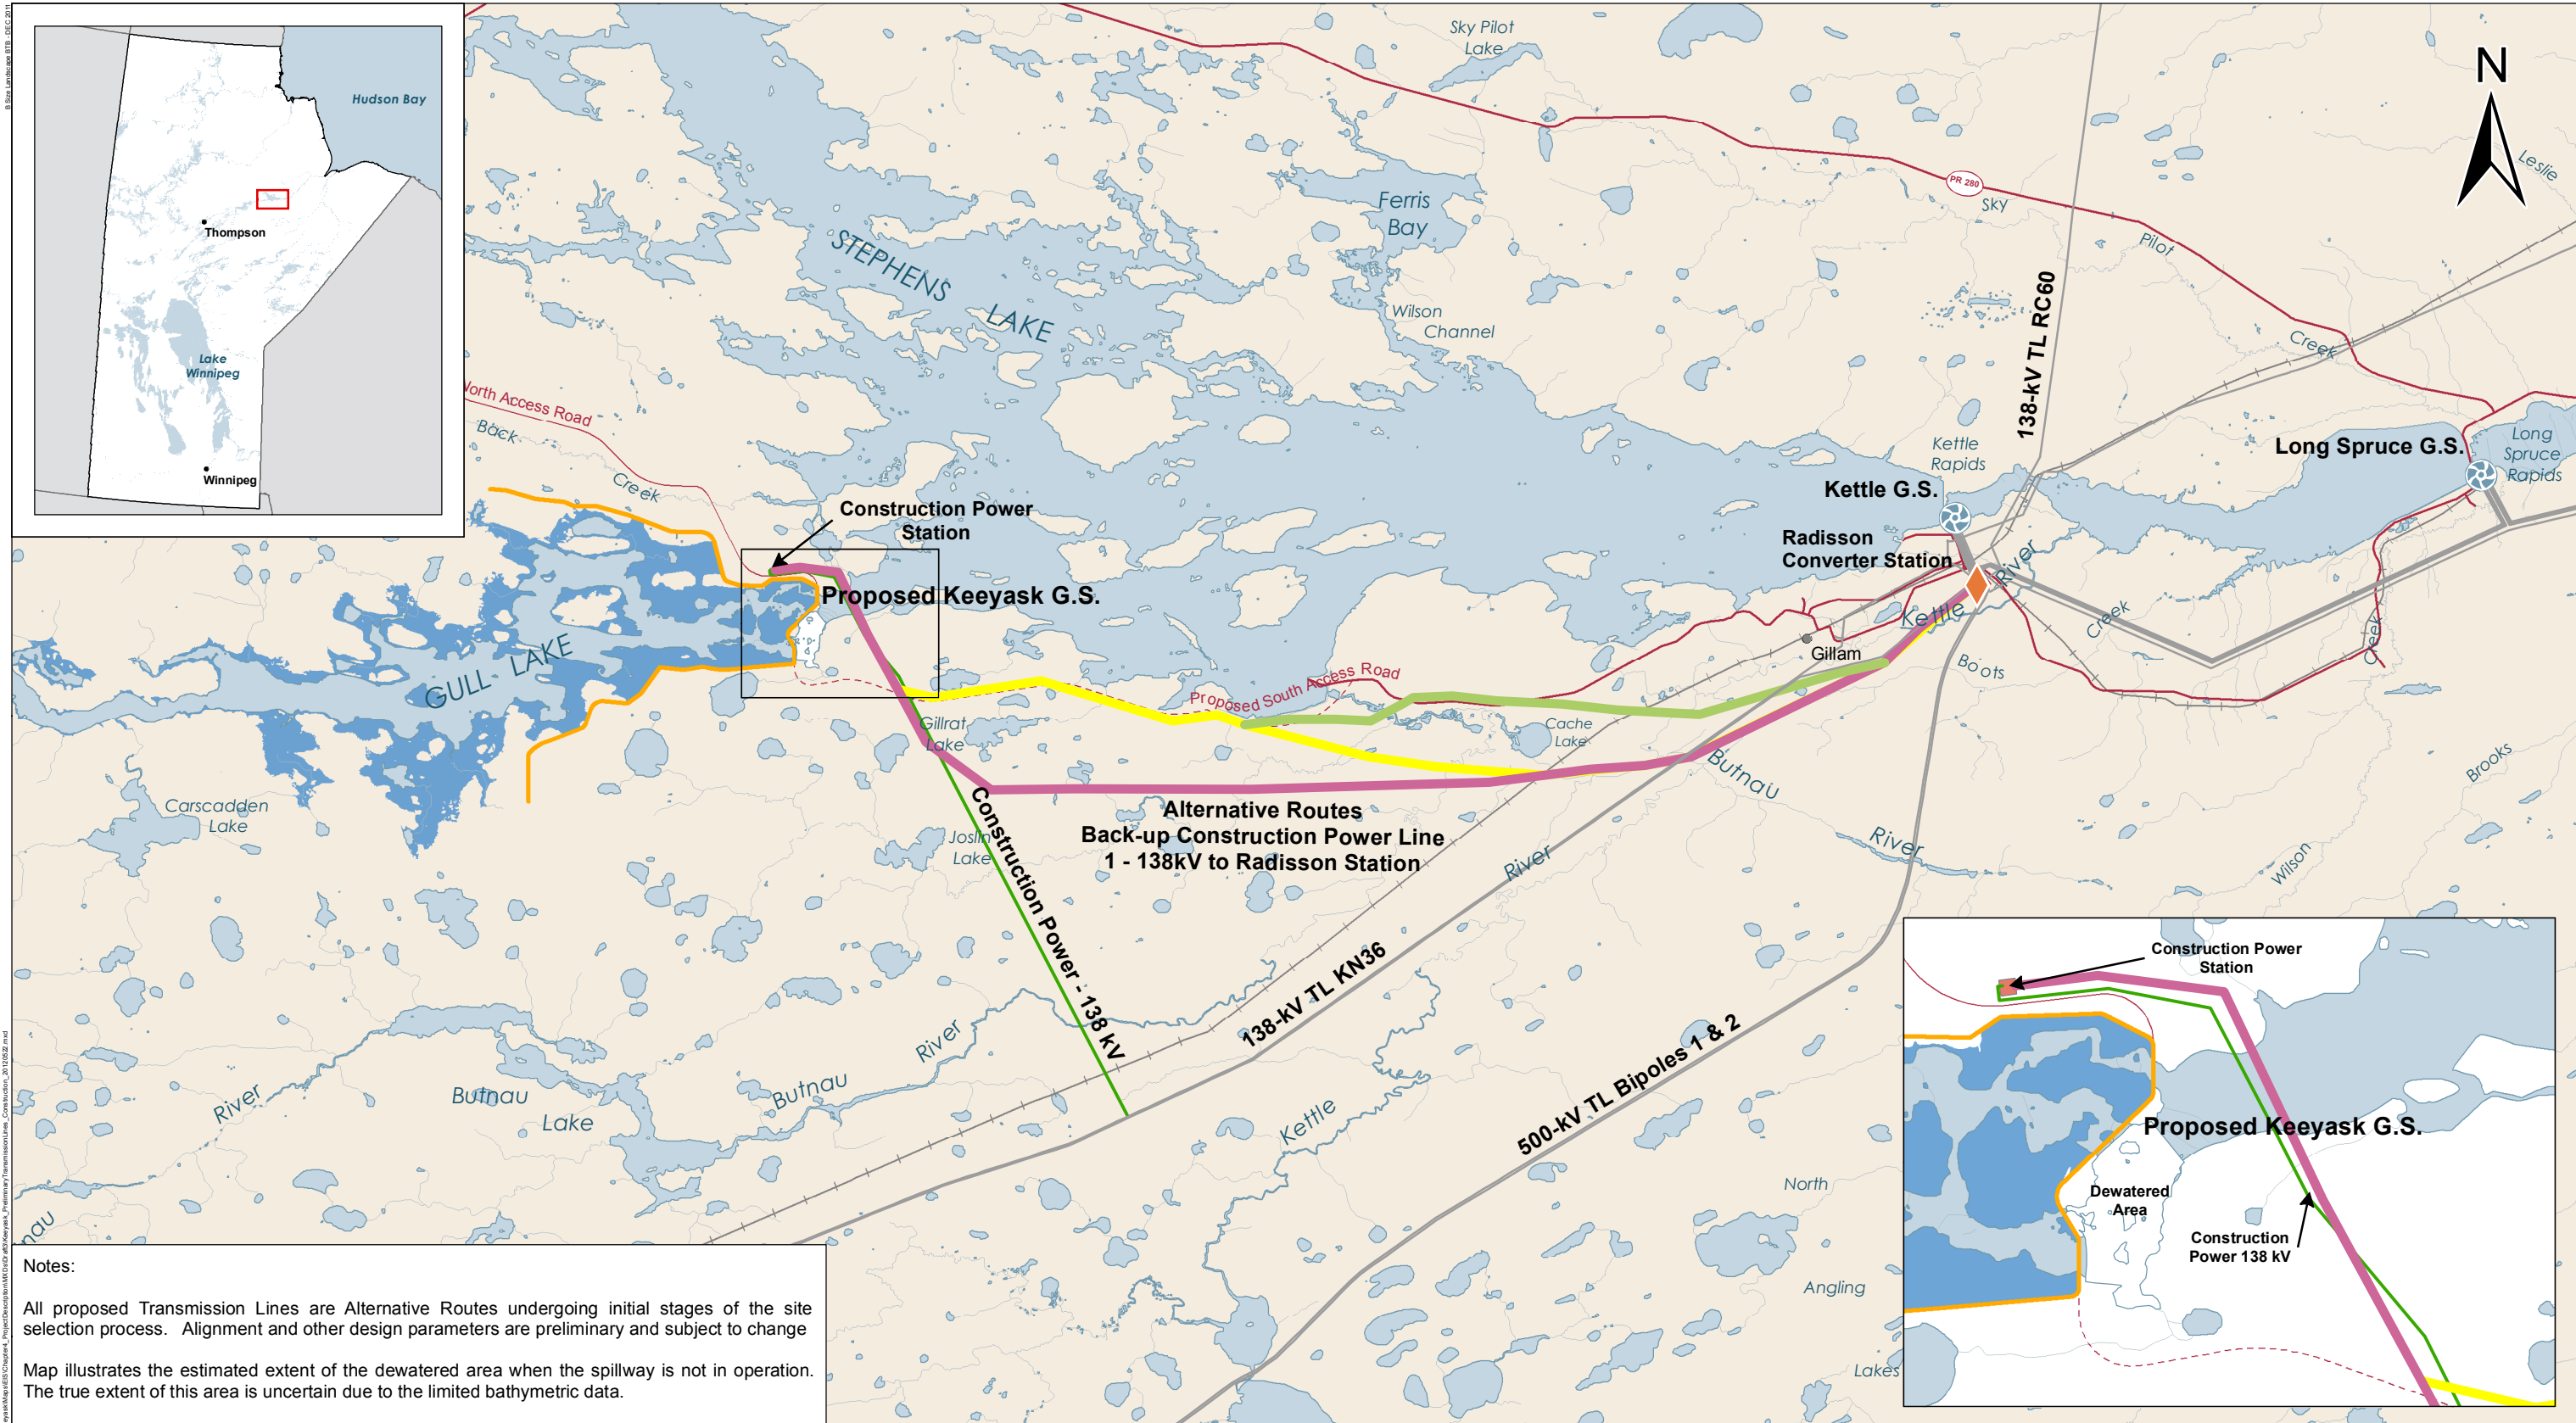 B Size Landscape BTB - DEC 2011
Hudson Bay
Thompson
Lake
Winnipeg
Winnipeg
Sky Pilot
Lake
N
Leslie
PR 280
Sky
Pilot
Creek
Ferris
Bay
STEPHENS
LAKE
Wilson
Channel
138-kV TL RC60
North Access Road
Back
Creek
Construction Power
Station
Proposed Keeyask G.S.
GULL LAKE
Kettle
Rapids
Kettle G.S.
Radisson
Converter Station
River
Kettle
Long Spruce G.S.
Long
Spruce
Rapids
Creek
Creek
Gillam
Boots
Proposed South Access Road
Gillrat
Lake
Cache
Lake
Butnau
River
Brooks
Wilson
Carscadden
Lake
Joslin
Lake
Alternative Routes
Back-up Construction Power Line
1 - 138kV to Radisson Station
Construction Power - 138 kV
River
138-kV TL KN36
500-kV TL Bipoles 1 & 2
River
Butnau
Lake
Butnau
River
Kettle
North
Angling
Lakes
nau
Construction Power
Station
Proposed Keeyask G.S.
Dewatered
Area
Construction
Power 138 kV
Notes:
All proposed Transmission Lines are Alternative Routes undergoing initial stages of the site
selection process. Alignment and other design parameters are preliminary and subject to change
Map illustrates the estimated extent of the dewatered area when the spillway is not in operation.
The true extent of this area is uncertain due to the limited bathymetric data.